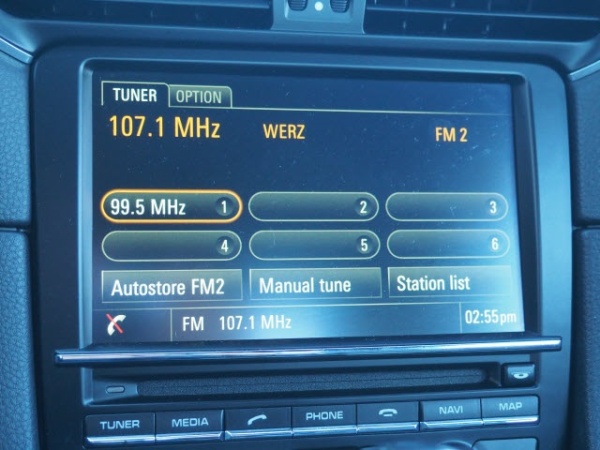 TUNER OPTION
107.1 MHz WERZ FM 2
99.5 MHz 1 2 3
4 5 6
Autostore FM2 Manual tune Station list
FM 107.1 MHz 02:55pm
TUNER MEDIA PHONE NAVI MAP